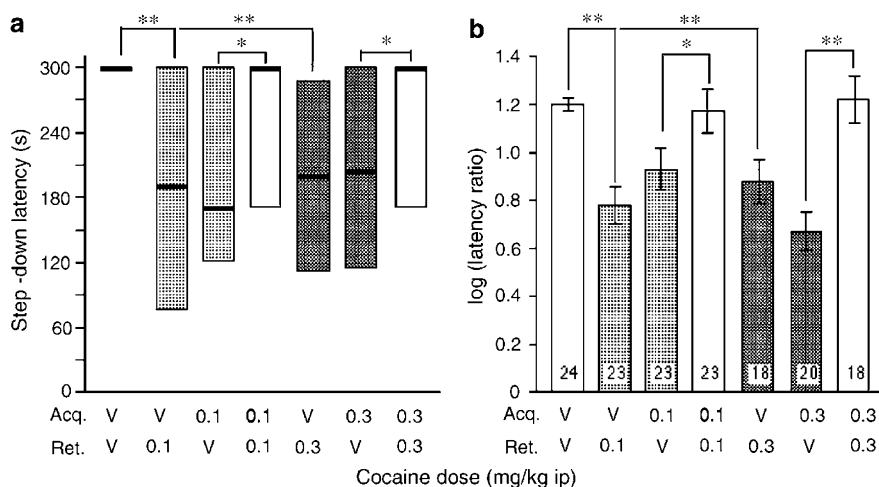 a
** ** * *
Step -down latency (s)
300
240
180
120
60
0
Acq. V V 0.1 0.1 V 0.3 0.3
Ret. V 0.1 V 0.1 0.3 V 0.3
b
** ** * **
log (latency ratio)
1.4
1.2
1.0
0.8
0.6
0.4
0.2
0
24 23 23 23 18 20 18
Acq. V V 0.1 0.1 V 0.3 0.3
Ret. V 0.1 V 0.1 0.3 V 0.3
Cocaine dose (mg/kg ip)